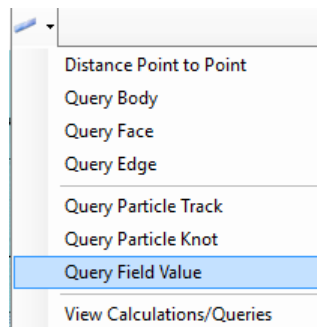 Distance Point to Point
Query Body
Query Face
Query Edge
Query Particle Track
Query Particle Knot
Query Field Value
View Calculations/Queries